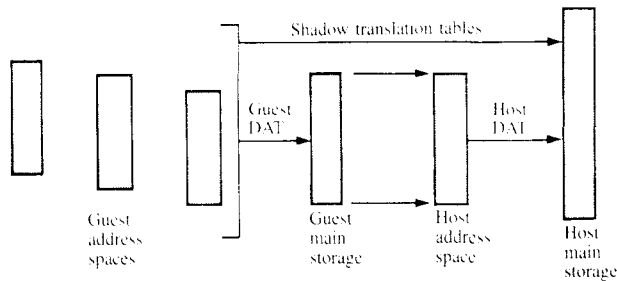 Shadow translation tables
Guest
DAT
Host
DAT
Guest
address
spaces
Guest
main
storage
Host
address
space
Host
main
storage